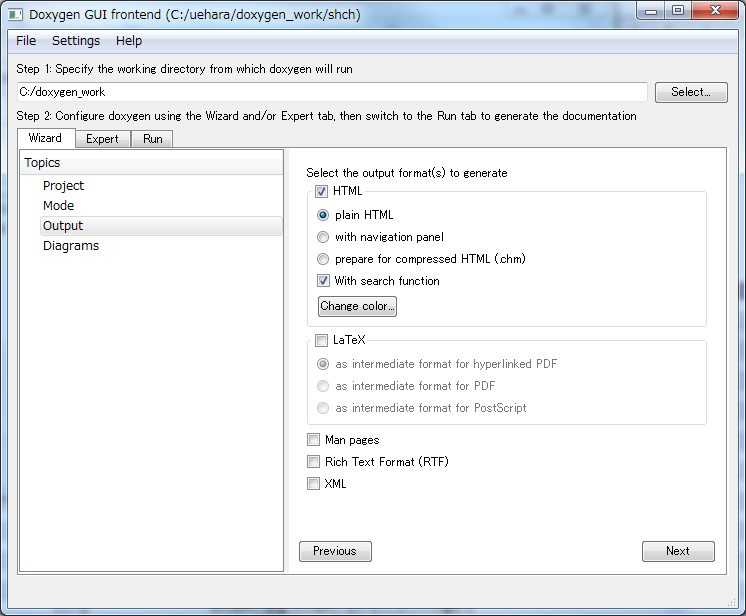 Doxygen GUI frontend (C:/uehara/doxygen_work/shch)
File Settings Help
Step 1: Specify the working directory from which doxygen will run
C:/doxygen_work
Select...
Step 2: Configure doxygen using the Wizard and/or Expert tab, then switch to the Run tab to generate the documentation
Wizard Expert Run
Topics
Project
Mode
Output
Diagrams
Select the output format(s) to generate
HTML
plain HTML
with navigation panel
prepare for compressed HTML (.chm)
With search function
Change color...
LaTeX
as intermediate format for hyperlinked PDF
as intermediate format for PDF
as intermediate format for PostScript
Man pages
Rich Text Format (RTF)
XML
Previous Next